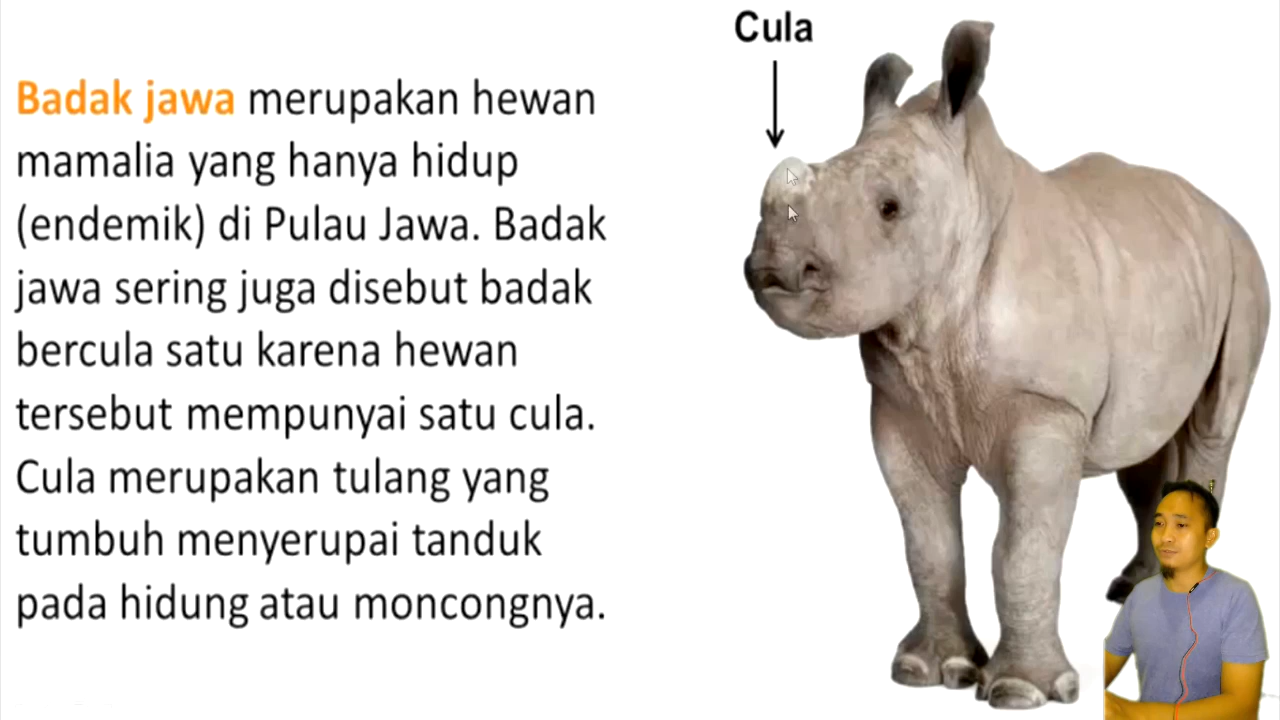 Cula
Badak jawa merupakan hewan
mamalia yang hanya hidup
(endemik) di Pulau Jawa. Badak
jawa sering juga disebut badak
bercula satu karena hewan
tersebut mempunyai satu cula.
Cula merupakan tulang yang
tumbuh menyerupai tanduk
pada hidung atau moncongnya.